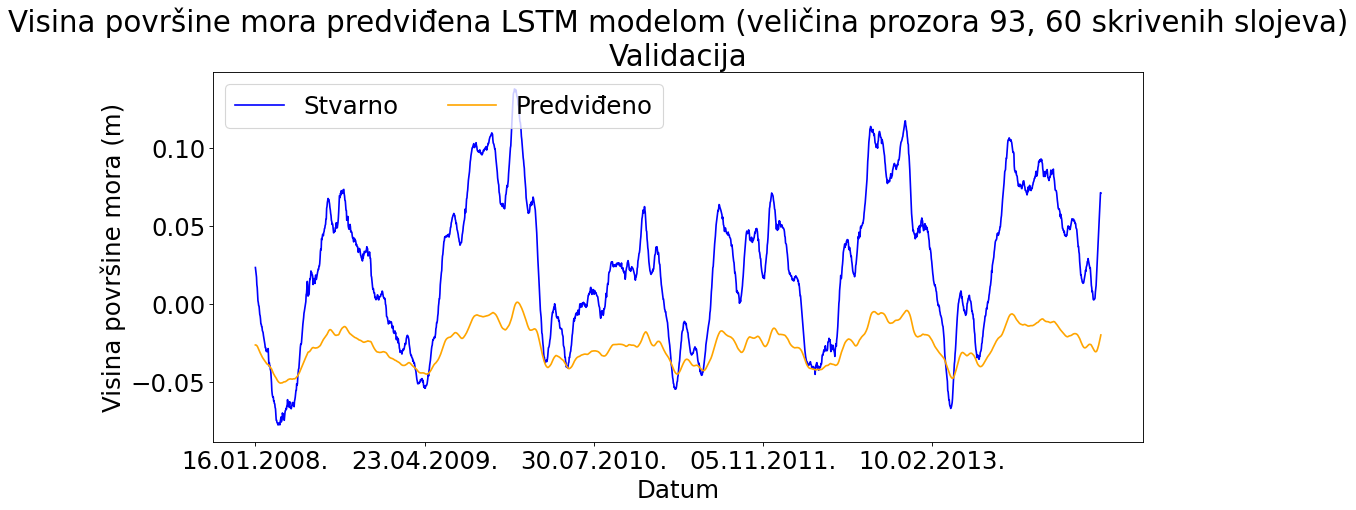 Visina površine mora predviđena LSTM modelom (veličina prozora 93, 60 skrivenih slojeva)
Validacija
Stvarno
Predviđeno
Visina površine mora (m)
0.10
0.05
0.00
−0.05
16.01.2008.
23.04.2009.
30.07.2010.
05.11.2011.
10.02.2013.
Datum